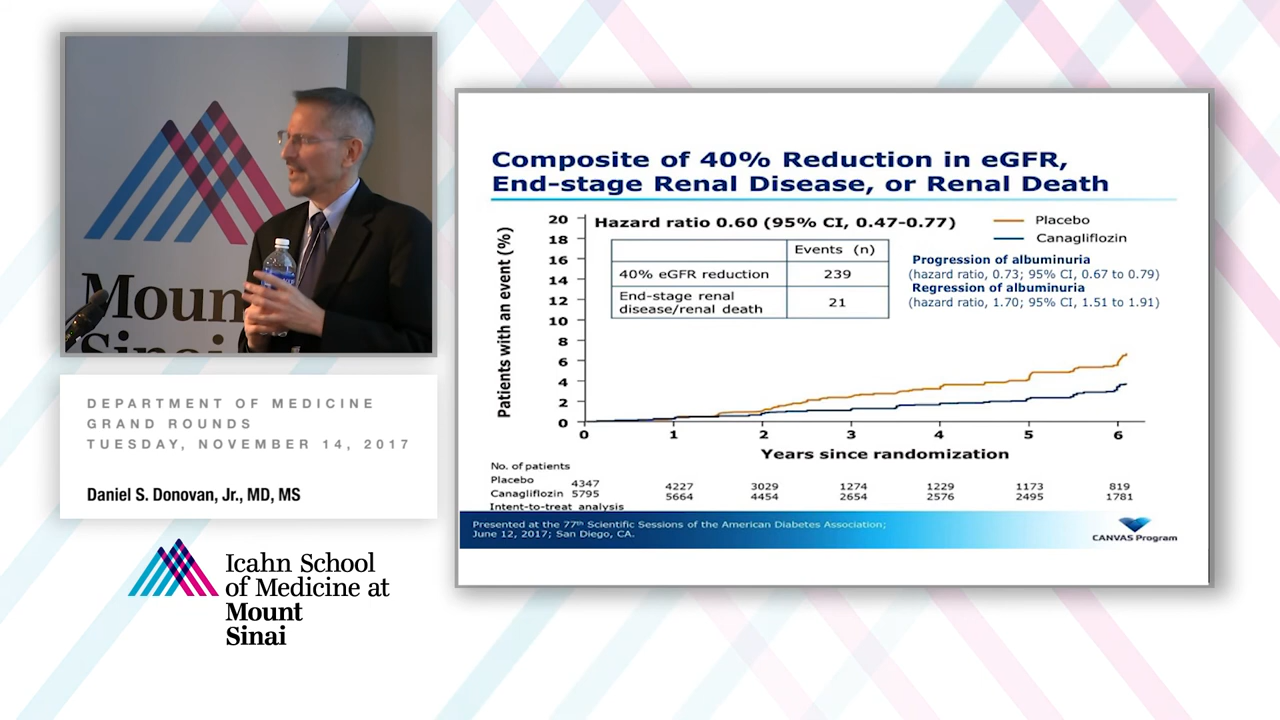 Moun
Sinai
DEPARTMENT OF MEDICINE
GRAND ROUNDS
TUESDAY, NOVEMBER 14, 2017
Daniel S. Donovan, Jr., MD, MS
Icahn School
of Medicine at
Mount
Sinai
Composite of 40% Reduction in eGFR,
End-stage Renal Disease, or Renal Death
Hazard ratio 0.60 (95% CI, 0.47-0.77)
Placebo
Canagliflozin
Events (n)
40% eGFR reduction 239
End-stage renal
disease/renal death 21
Progression of albuminuria
(hazard ratio, 0.73; 95% CI, 0.67 to 0.79)
Regression of albuminuria
(hazard ratio, 1.70; 95% CI, 1.51 to 1.91)
Patients with an event (%)
20
18
16
14
12
10
8
6
4
2
0
0 1 2 3 4 5 6
Years since randomization
No. of patients
Placebo 4347 4227 3029 1274 1229 1173 819
Canagliflozin 5795 5664 4454 2654 2576 2495 1781
Intent-to-treat analysis
Presented at the 77th Scientific Sessions of the American Diabetes Association;
June 12, 2017; San Diego, CA.
CANVAS Program